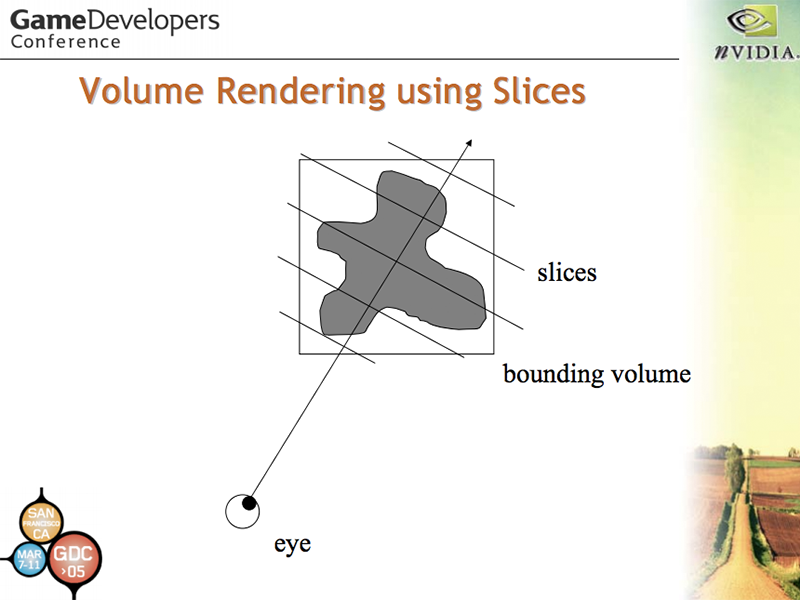 GameDevelopers
Conference
nVIDIA.
Volume Rendering using Slices
slices
bounding volume
eye
SAN
FRANCISCO
CA
MAR
7-11
GDC
>05